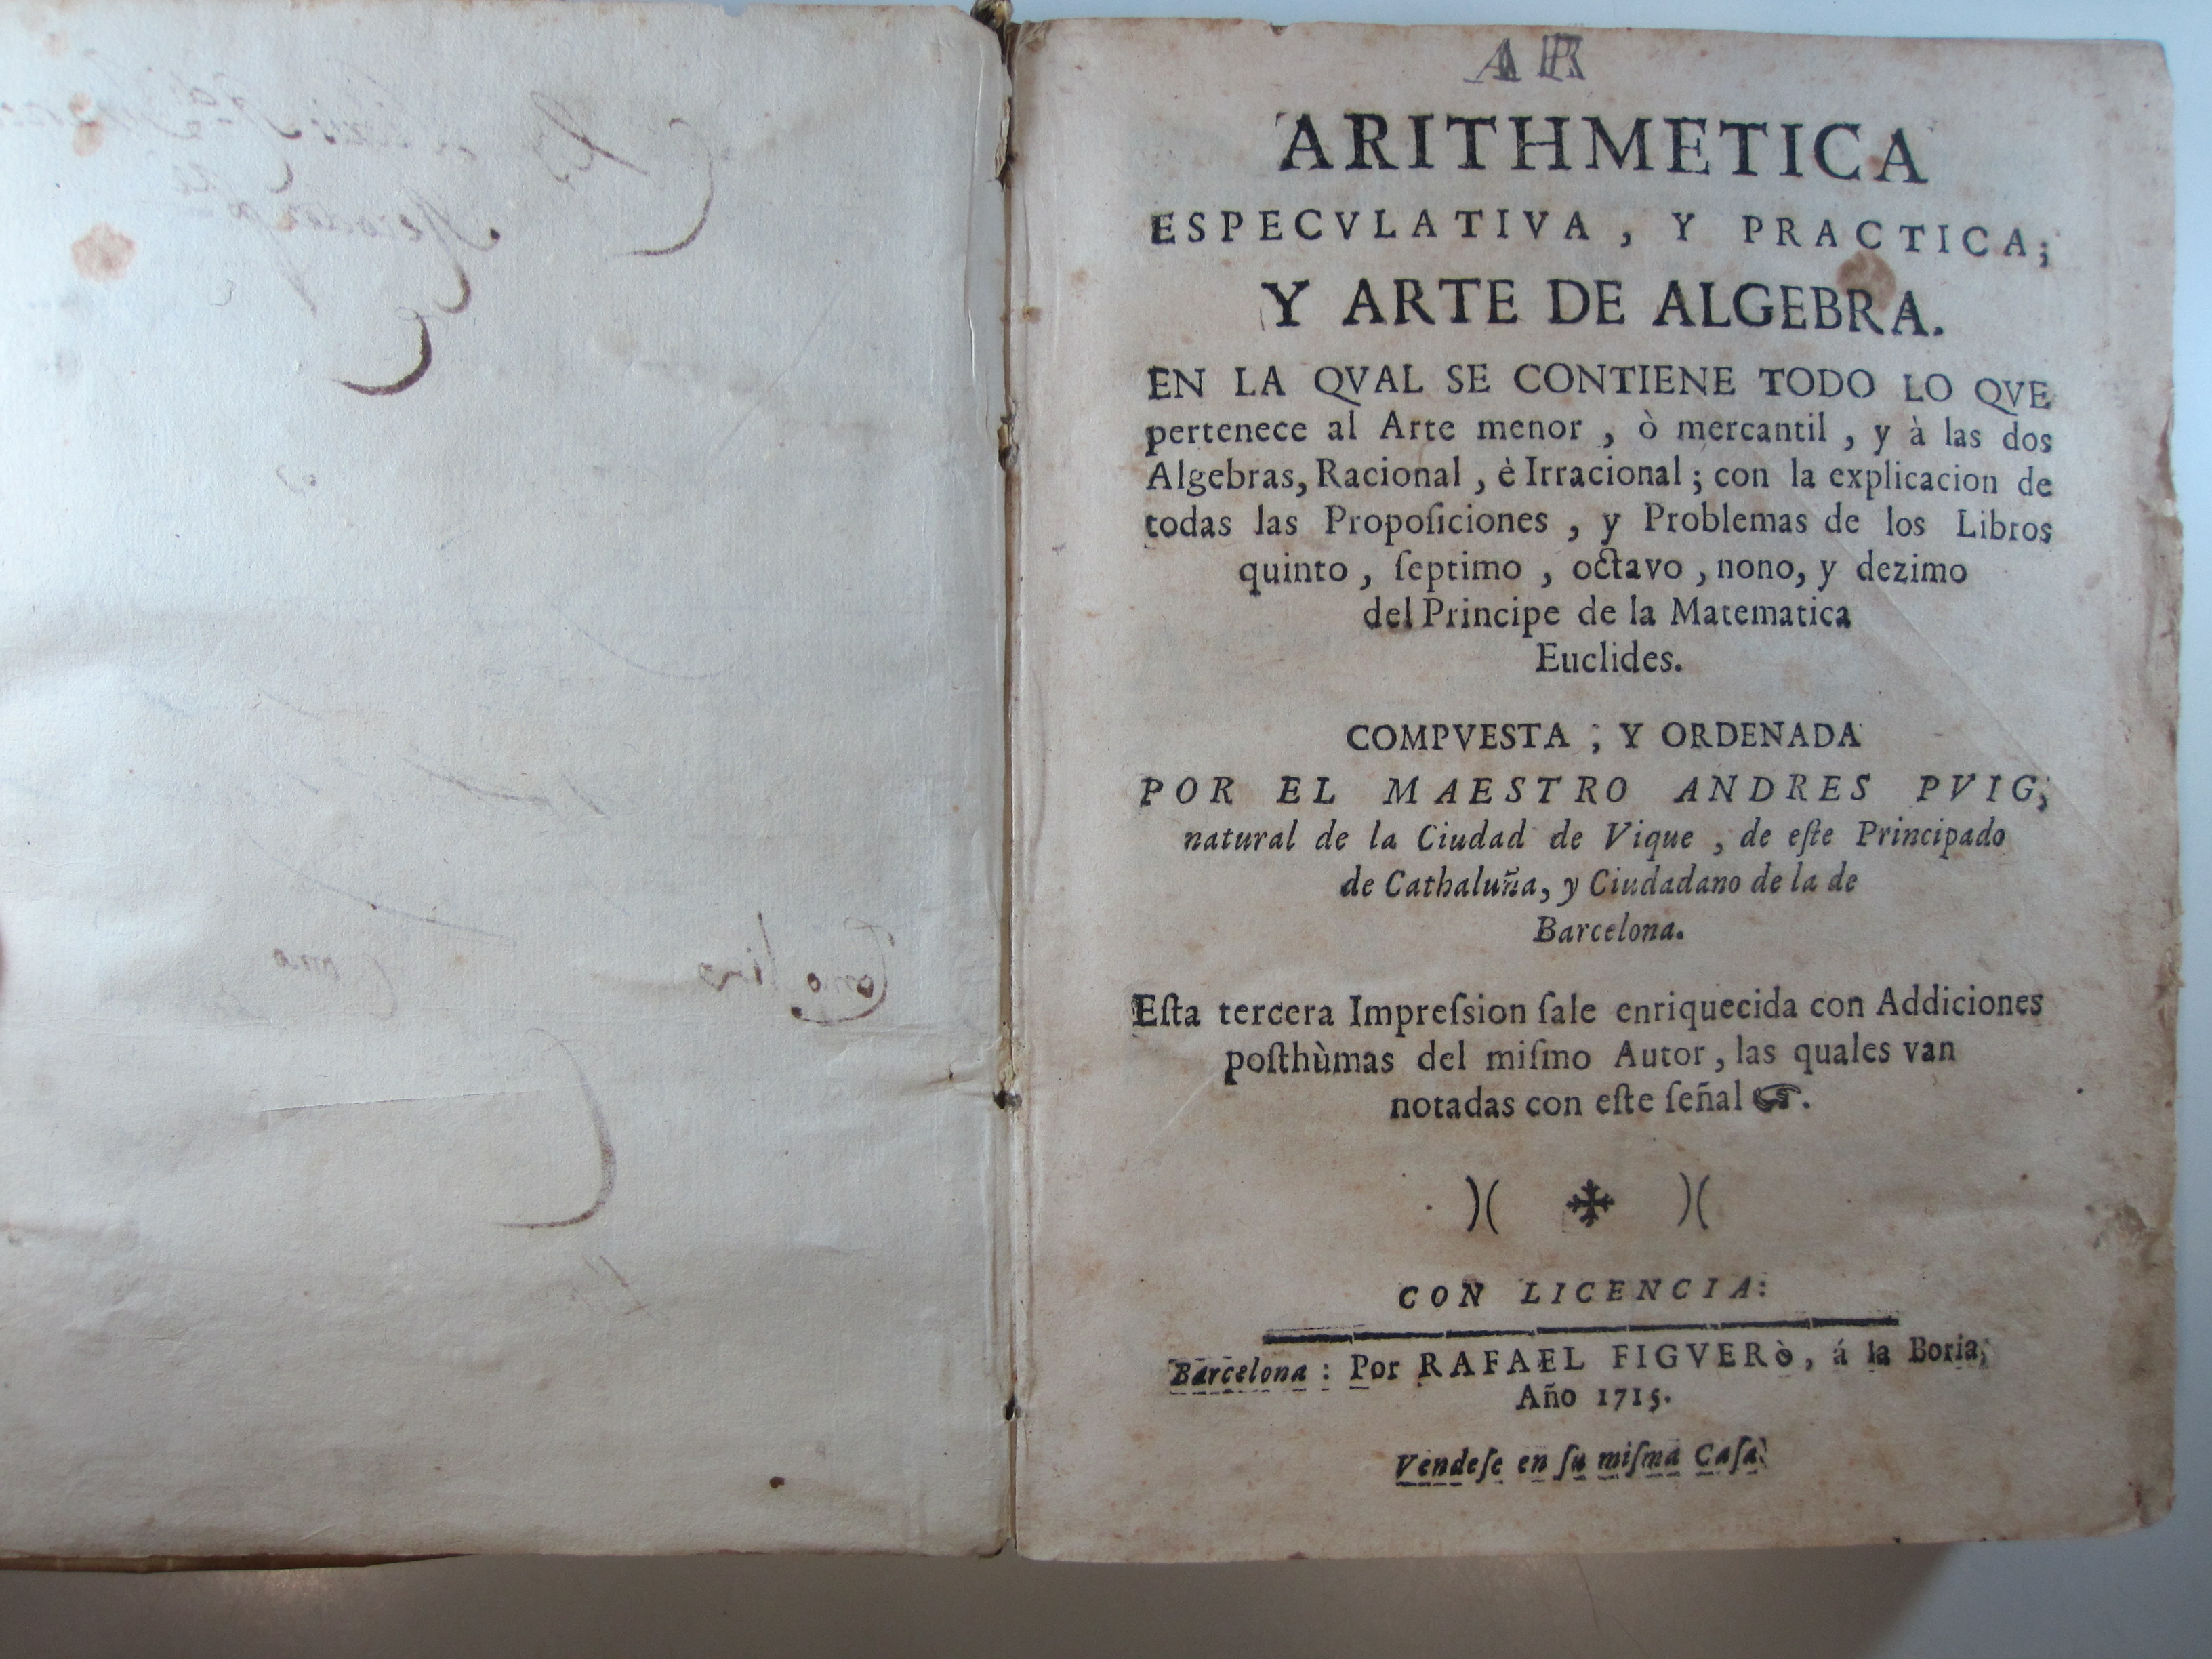 ARITHMETICA
ESPECVLATIVA, Y PRACTICA;
Y ARTE DE ALGEBRA.
EN LA QVAL SE CONTIENE TODO LO QVE
pertenece al Arte menor, ò mercantil, y à las dos
Algebras, Racional, è Irracional; con la explicacion de
todas las Propoſiciones, y Problemas de los Libros
quinto, ſeptimo, octavo, nono, y dezimo
del Principe de la Matematica
Euclides.
COMPVESTA, Y ORDENADA
POR EL MAESTRO ANDRES PVIG,
natural de la Ciudad de Vique, de eſte Principado
de Cathaluña, y Ciudadano de la de
Barcelona.
Eſta tercera Impreſsion ſale enriquecida con Addiciones
poſthùmas del miſmo Autor, las quales van
notadas con eſte ſeñal ☞.
)( ✠ )(
CON LICENCIA:
Barcelona: Por RAFAEL FIGVERò, á la Boria,
Año 1715.
Vendeſe en ſu miſma Caſa.